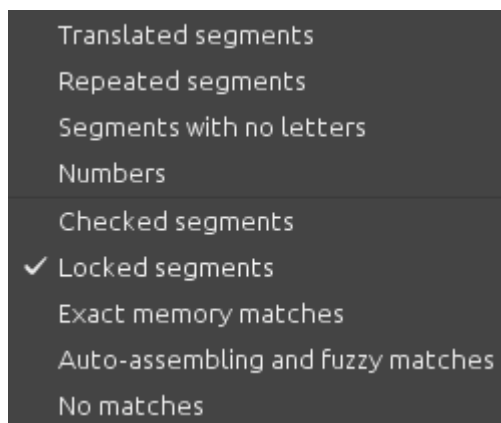 Translated segments
Repeated segments
Segments with no letters
Numbers
Checked segments
Locked segments
Exact memory matches
Auto-assembling and fuzzy matches
No matches